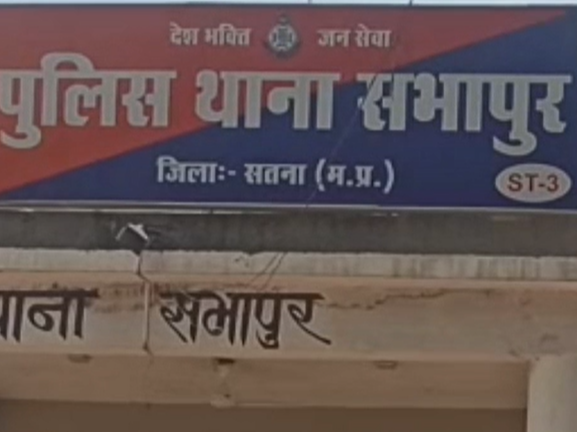 देश भक्ति जन सेवा
पुलिस थाना सभापुर
जिलाः- सतना (म.प्र.)
ST-3
थाना सभापुर